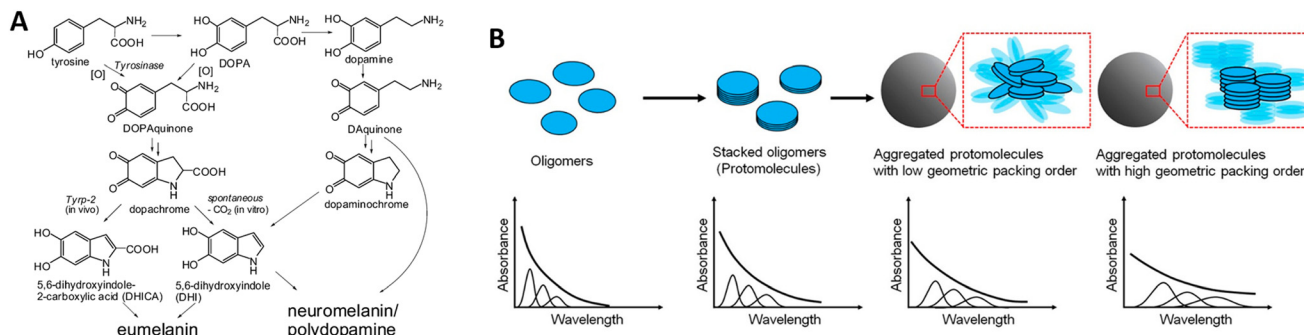 A
HO
NH2
COOH
tyrosine
HO
HO
NH2
COOH
DOPA
HO
HO
NH2
dopamine
[O]
Tyrosinase
[O]
O
O
NH2
COOH
DOPAquinone
O
O
NH2
DAquinone
O
O
COOH
N
H
dopachrome
O
O
N
H
dopaminochrome
Tyrp-2
(in vivo)
spontaneous
- CO2 (in vitro)
HO
HO
COOH
N
H
5,6-dihydroxyindole-
2-carboxylic acid (DHICA)
HO
HO
N
H
5,6-dihydroxyindole
(DHI)
eumelanin
neuromelanin/
polydopamine
B
Oligomers
Stacked oligomers
(Protomolecules)
Aggregated protomolecules
with low geometric packing order
Aggregated protomolecules
with high geometric packing order
Absorbance
Wavelength
Absorbance
Wavelength
Absorbance
Wavelength
Absorbance
Wavelength